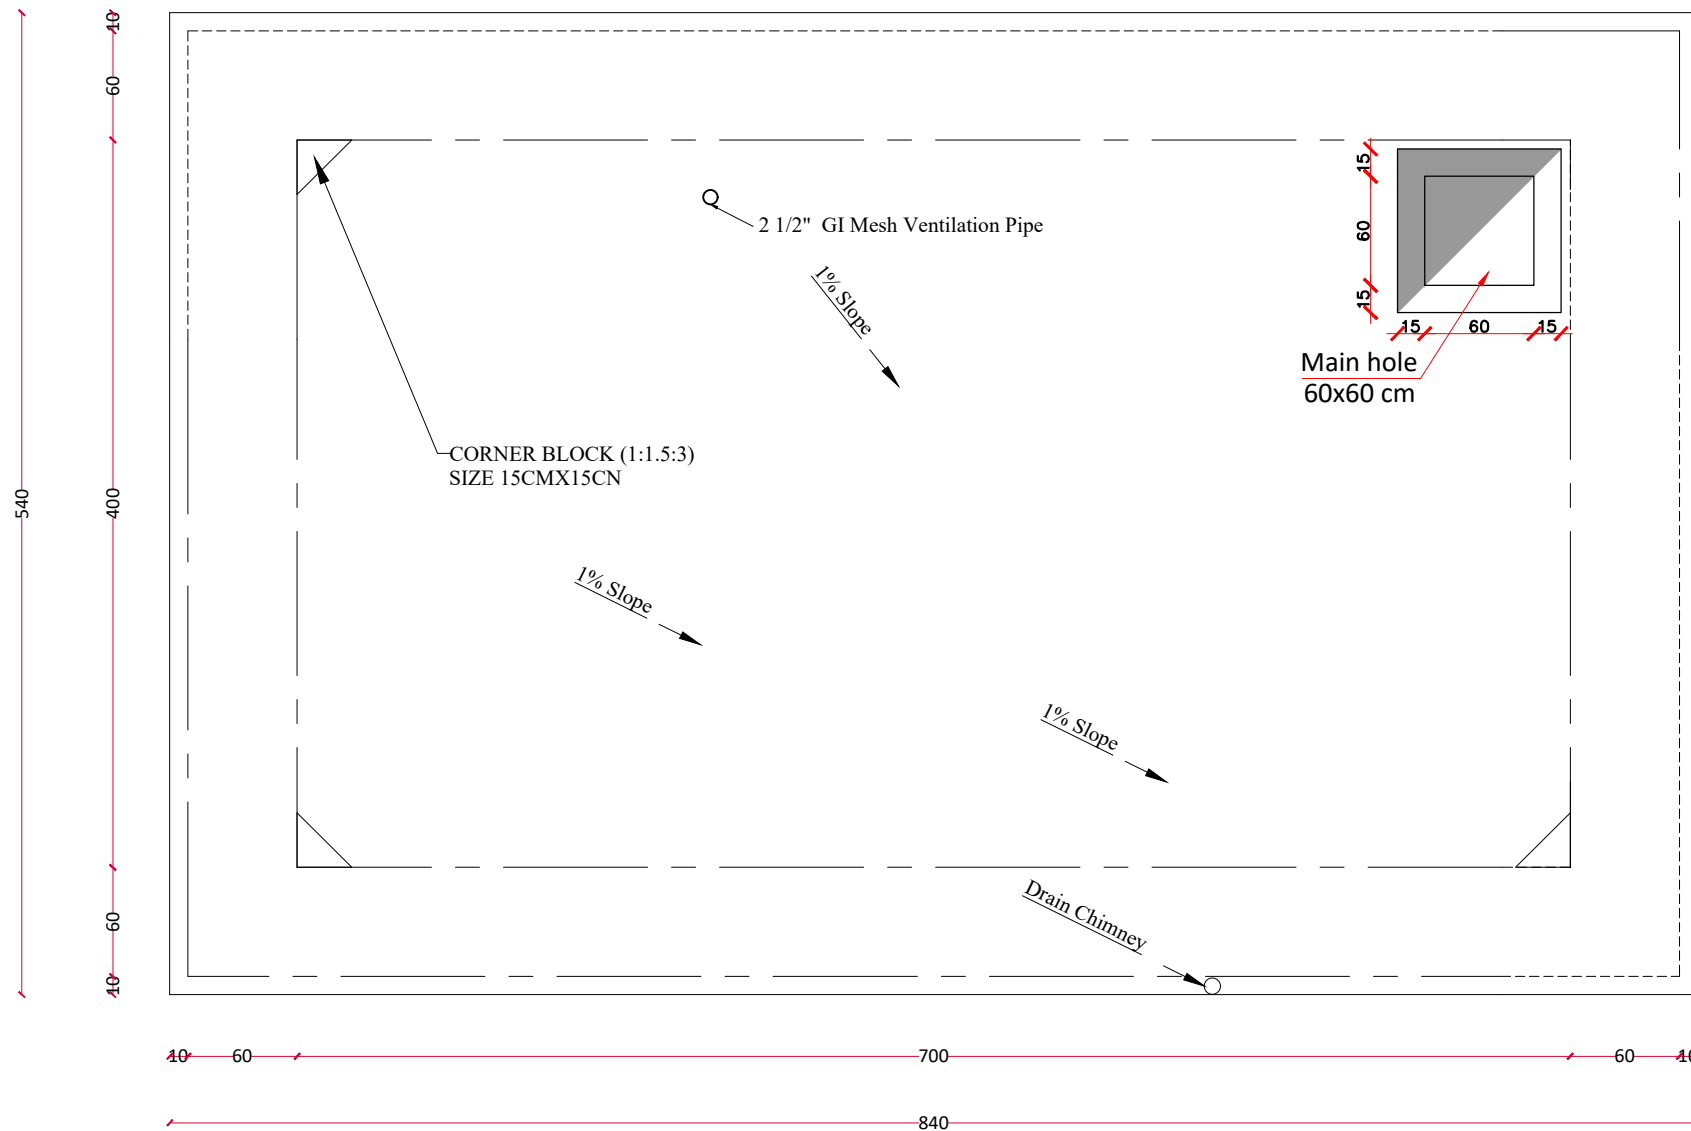 10
60
15
60
15
2 1/2"  GI Mesh Ventilation Pipe
1% Slope
15
60
15
Main hole
60x60 cm
CORNER BLOCK (1:1.5:3)
SIZE 15CMX15CN
540
400
1% Slope
1% Slope
Drain Chimney
60
10
10
60
700
60
840